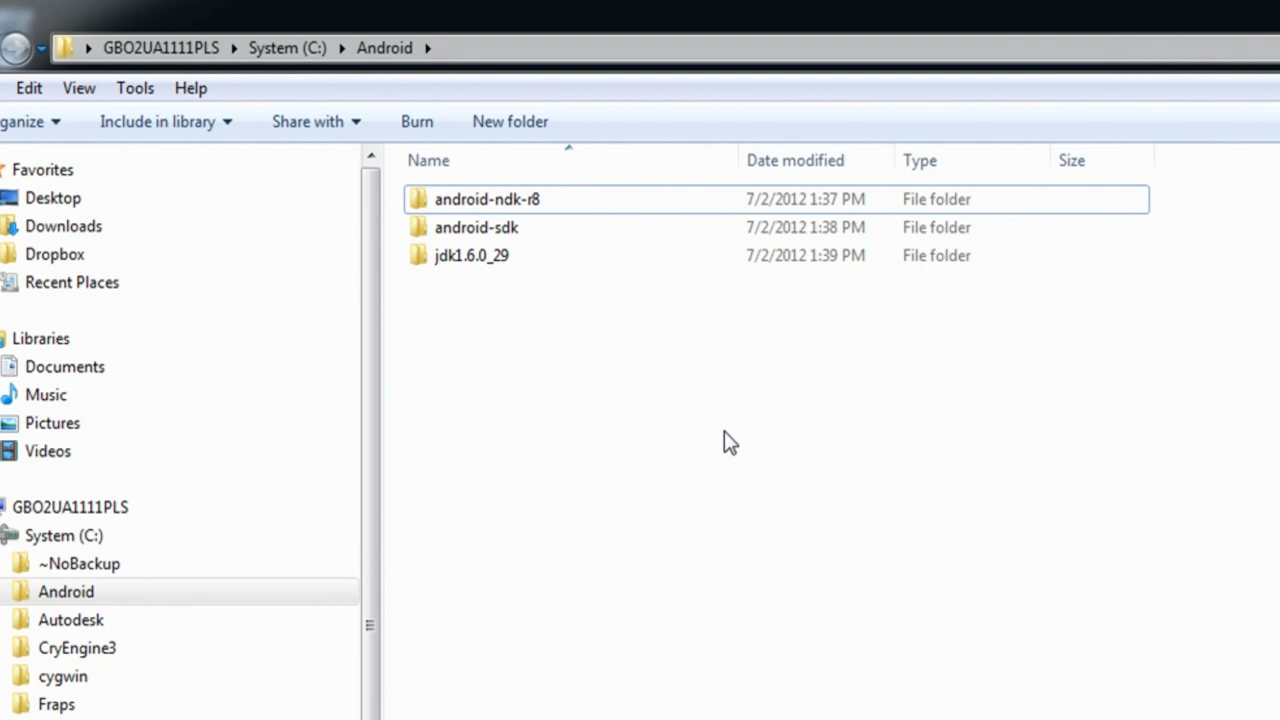 GBO2UA1111PLS System (C:) Android
Edit View Tools Help
ganize Include in library Share with Burn New folder
Name Date modified Type Size
android-ndk-r8 7/2/2012 1:37 PM File folder
android-sdk 7/2/2012 1:38 PM File folder
jdk1.6.0_29 7/2/2012 1:39 PM File folder
Favorites
Desktop
Downloads
Dropbox
Recent Places
Libraries
Documents
Music
Pictures
Videos
GBO2UA1111PLS
System (C:)
~NoBackup
Android
Autodesk
CryEngine3
cygwin
Fraps